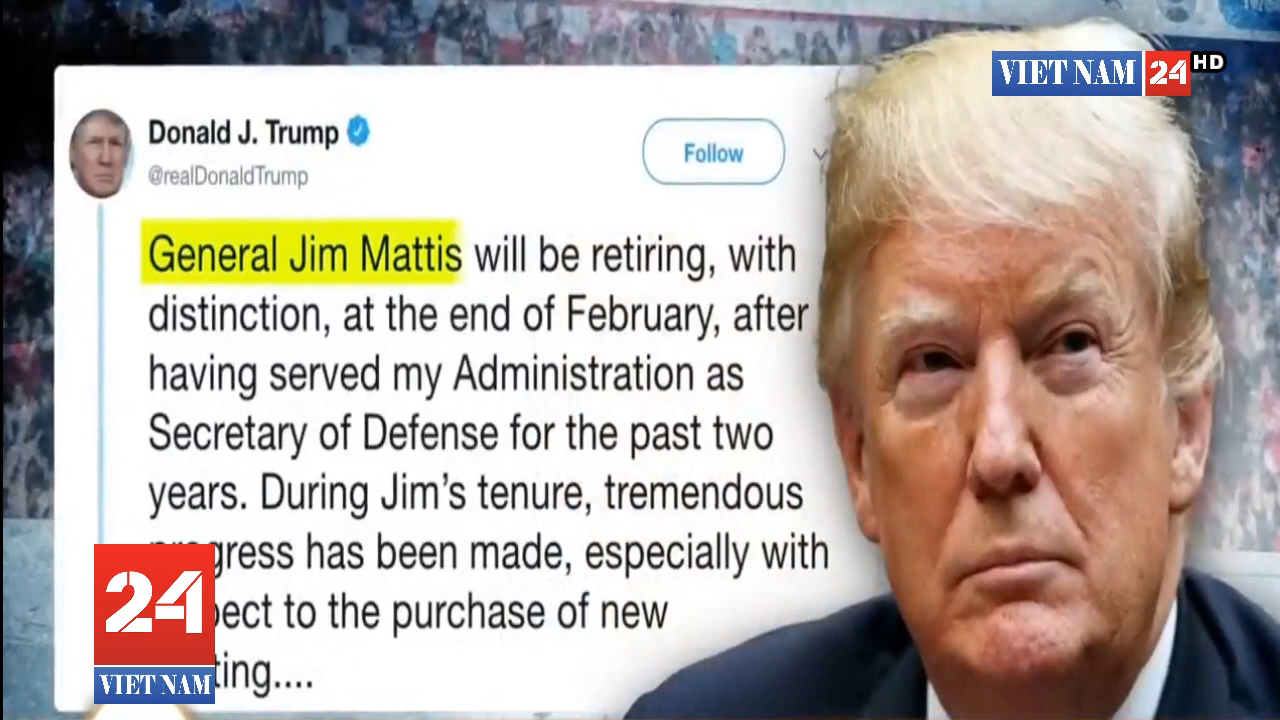 VIET NAM 24 HD
Donald J. Trump
@realDonaldTrump
Follow
General Jim Mattis will be retiring, with
distinction, at the end of February, after
having served my Administration as
Secretary of Defense for the past two
years. During Jim's tenure, tremendous
has been made, especially with
to the purchase of new
24
VIET NAM